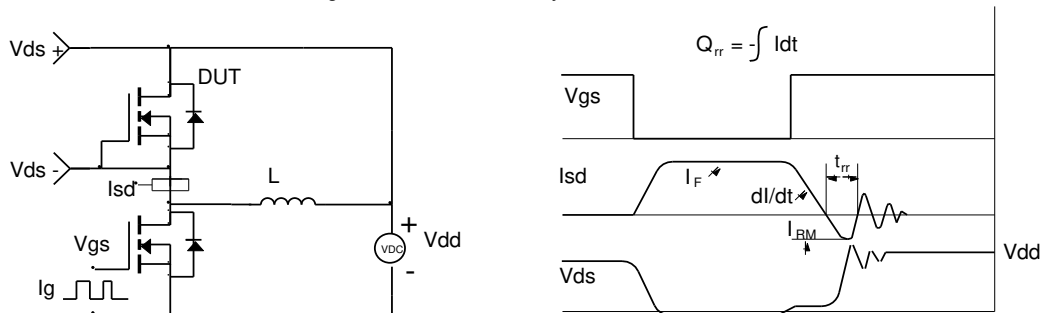 Vds +
DUT
Vds -
Isd
L
Vgs
Ig
+
VDC
-
Vdd
Q_rr = -∫ Idt
Vgs
Isd
I_F
dI/dt
t_rr
I_RM
Vds
Vdd